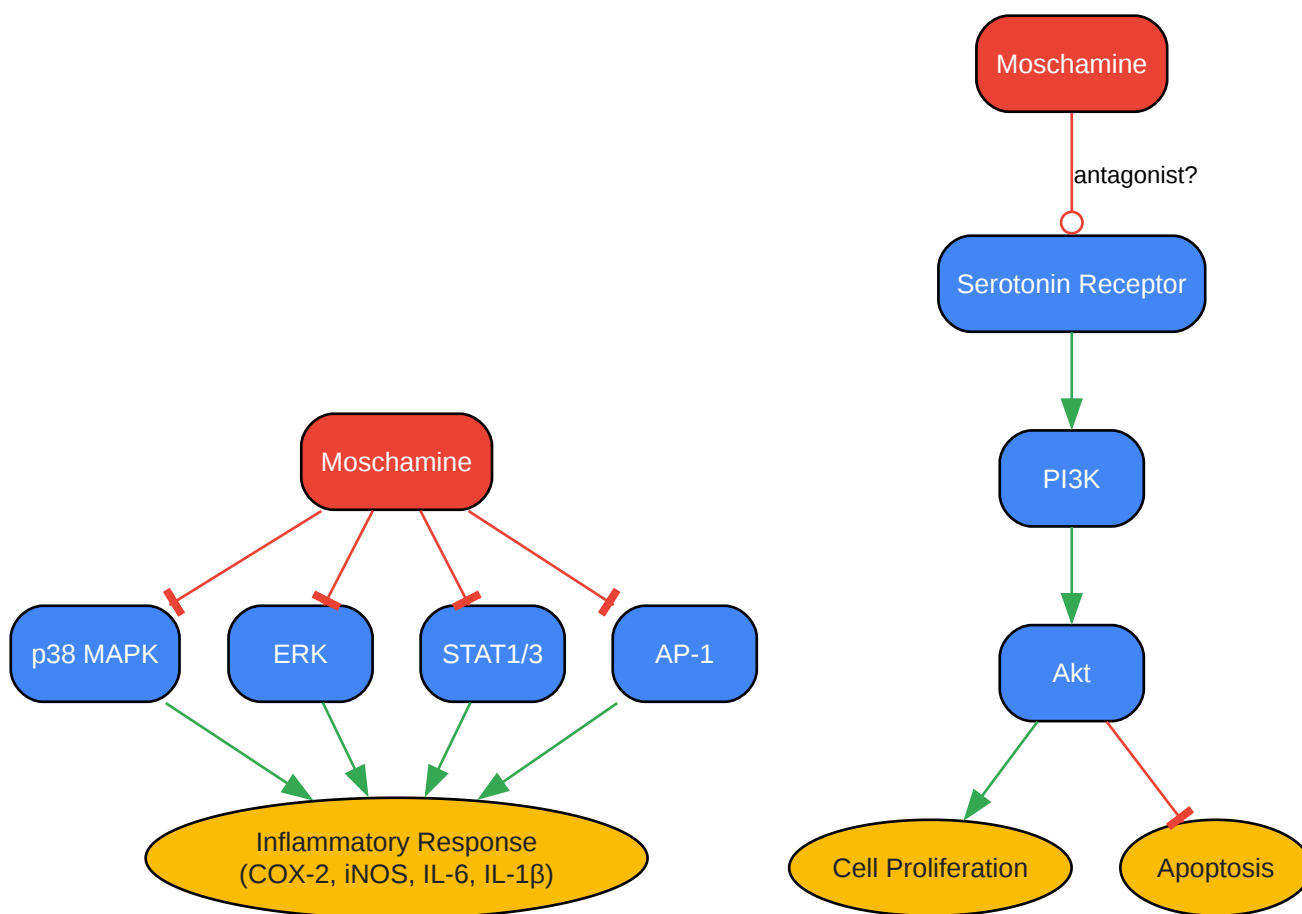 Moschamine
antagonist?
Serotonin Receptor
PI3K
Moschamine
p38 MAPK
ERK
STAT1/3
AP-1
Akt
Inflammatory Response
(COX-2, iNOS, IL-6, IL-1β)
Cell Proliferation
Apoptosis